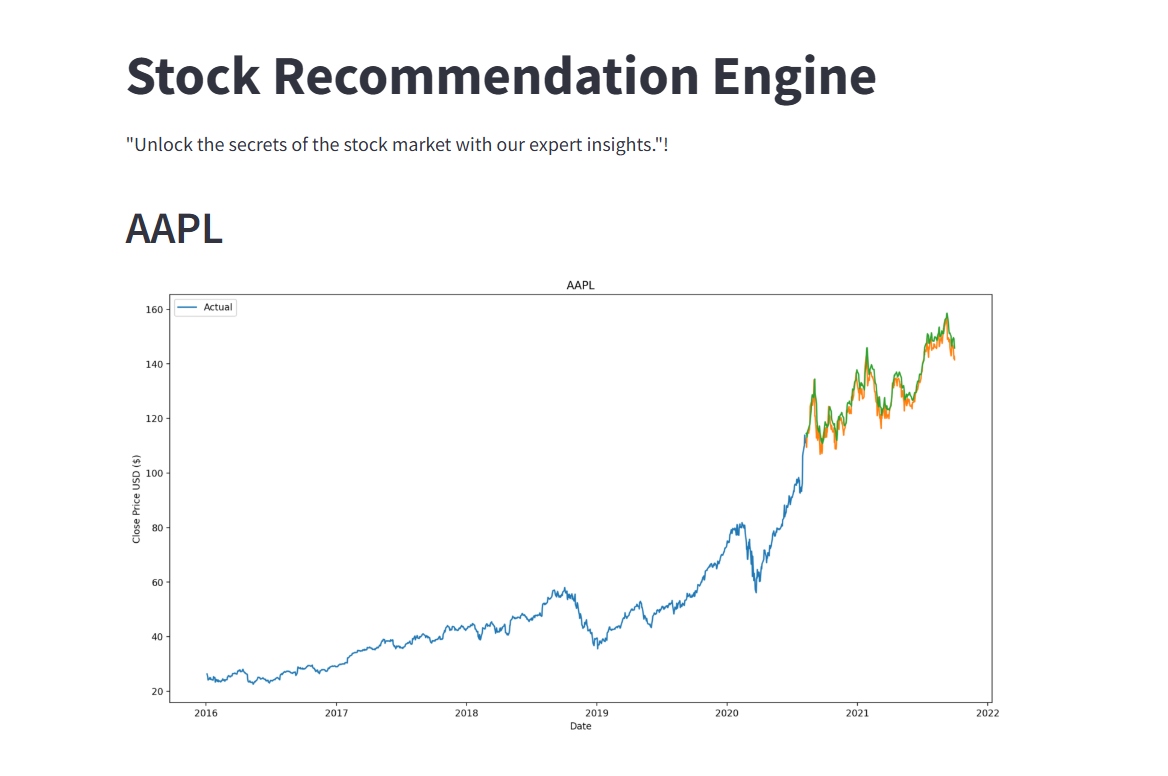 Stock Recommendation Engine
"Unlock the secrets of the stock market with our expert insights."!
AAPL
AAPL
Actual
160
140
120
100
80
60
40
20
Close Price USD ($)
2016 2017 2018 2019 2020 2021 2022
Date